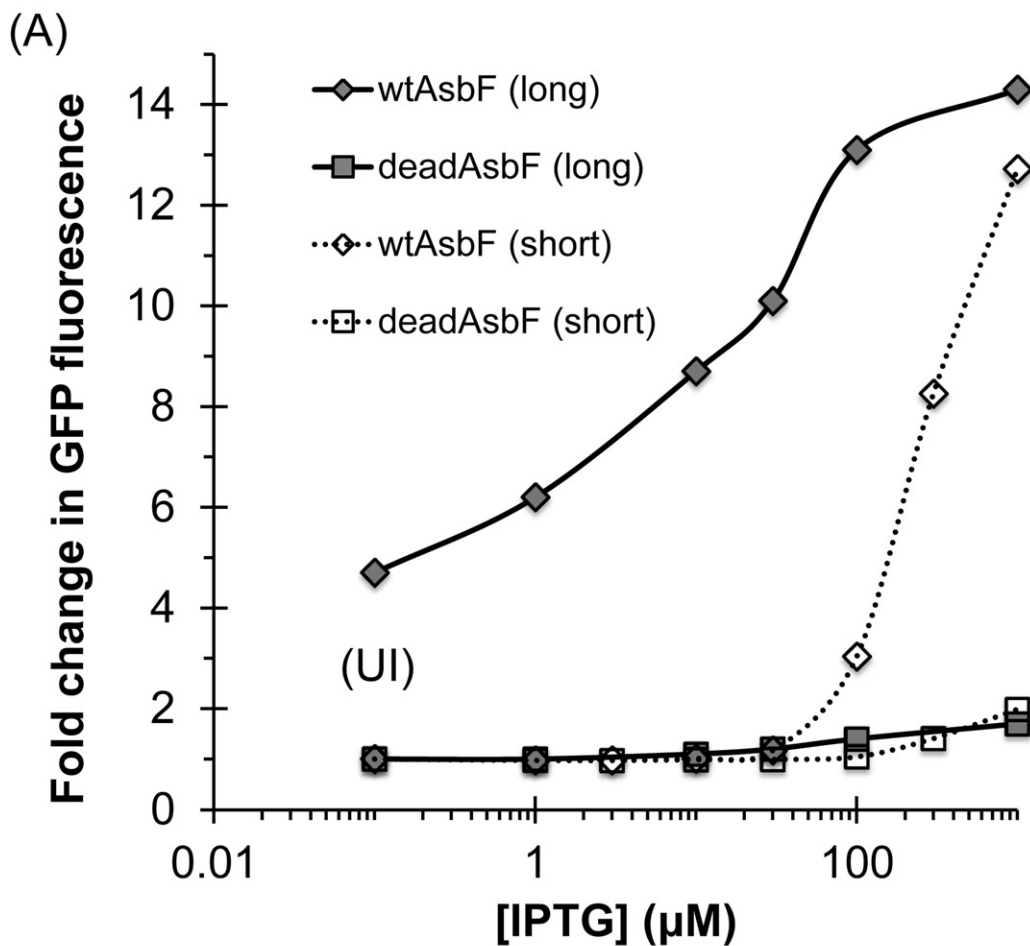 (A)
Fold change in GFP fluorescence
14
12
10
8
6
4
2
0
wtAsbF (long)
deadAsbF (long)
wtAsbF (short)
deadAsbF (short)
(UI)
0.01
1
100
[IPTG] (µM)